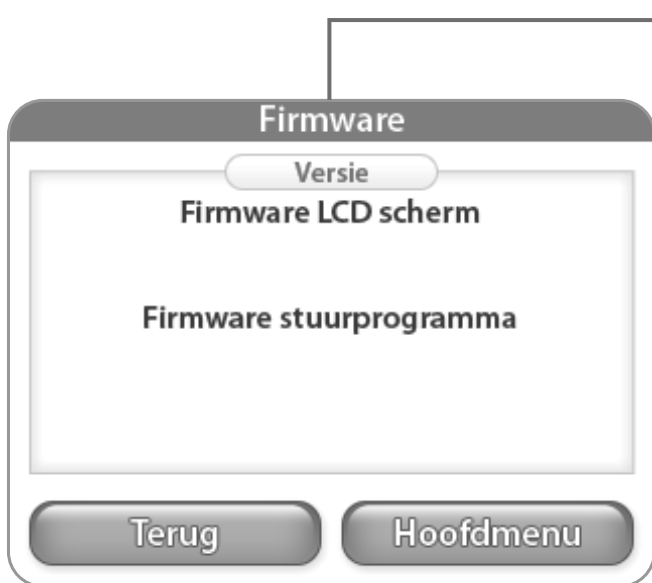 Firmware
Versie
Firmware LCD scherm
Firmware stuurprogramma
Terug
Hoofdmenu